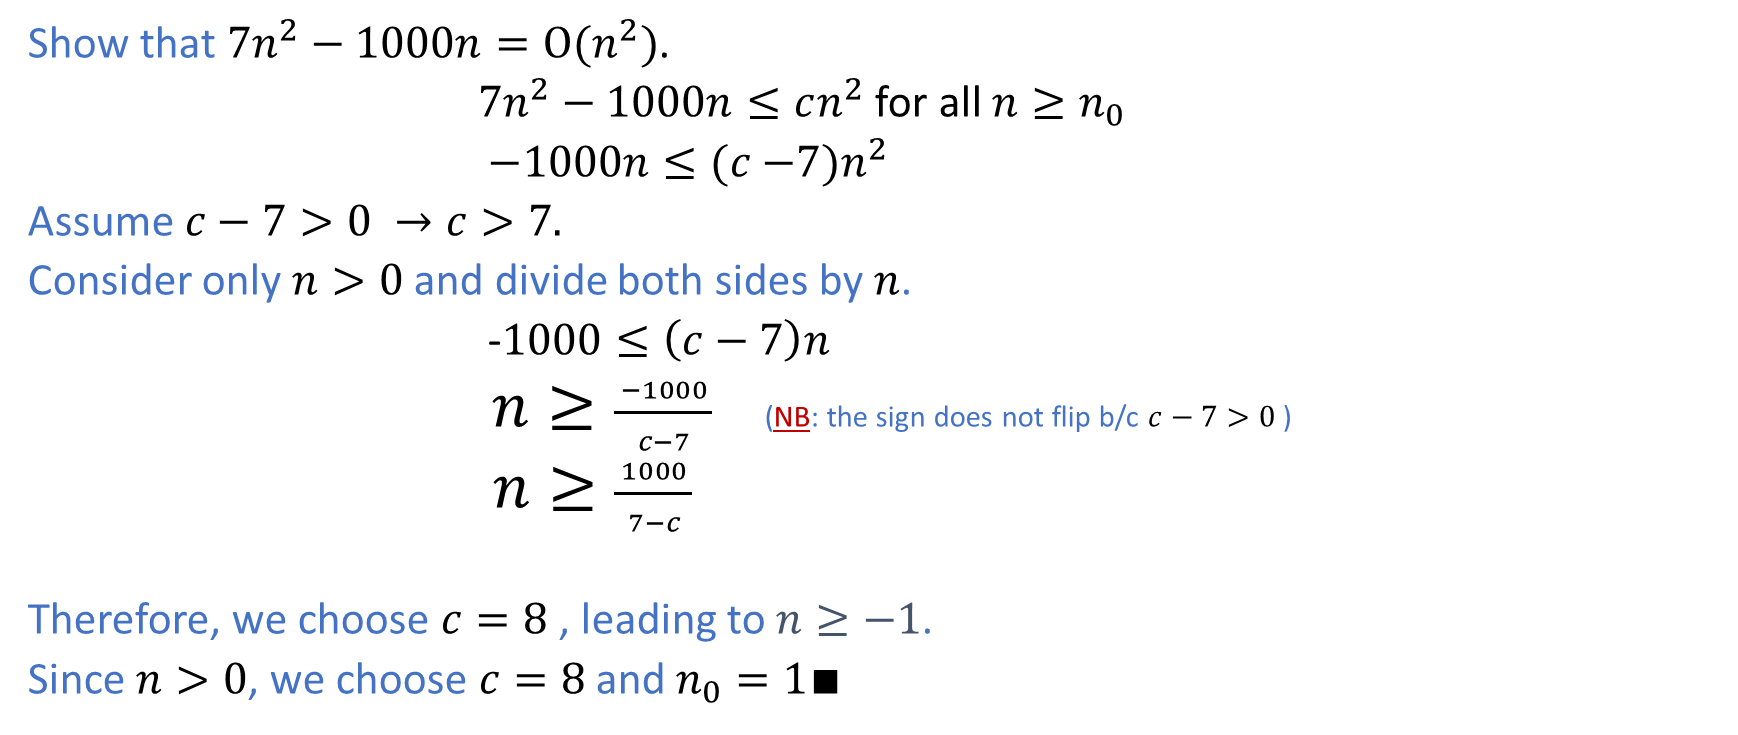 Show that 7n² − 1000n = O(n²).
7n² − 1000n ≤ cn² for all n ≥ n₀
−1000n ≤ (c −7)n²
Assume c − 7 > 0 → c > 7.
Consider only n > 0 and divide both sides by n.
-1000 ≤ (c − 7)n
n ≥ −1000/c−7 (NB: the sign does not flip b/c c − 7 > 0 )
n ≥ 1000/7−c
Therefore, we choose c = 8 , leading to n ≥ −1.
Since n > 0, we choose c = 8 and n₀ = 1■